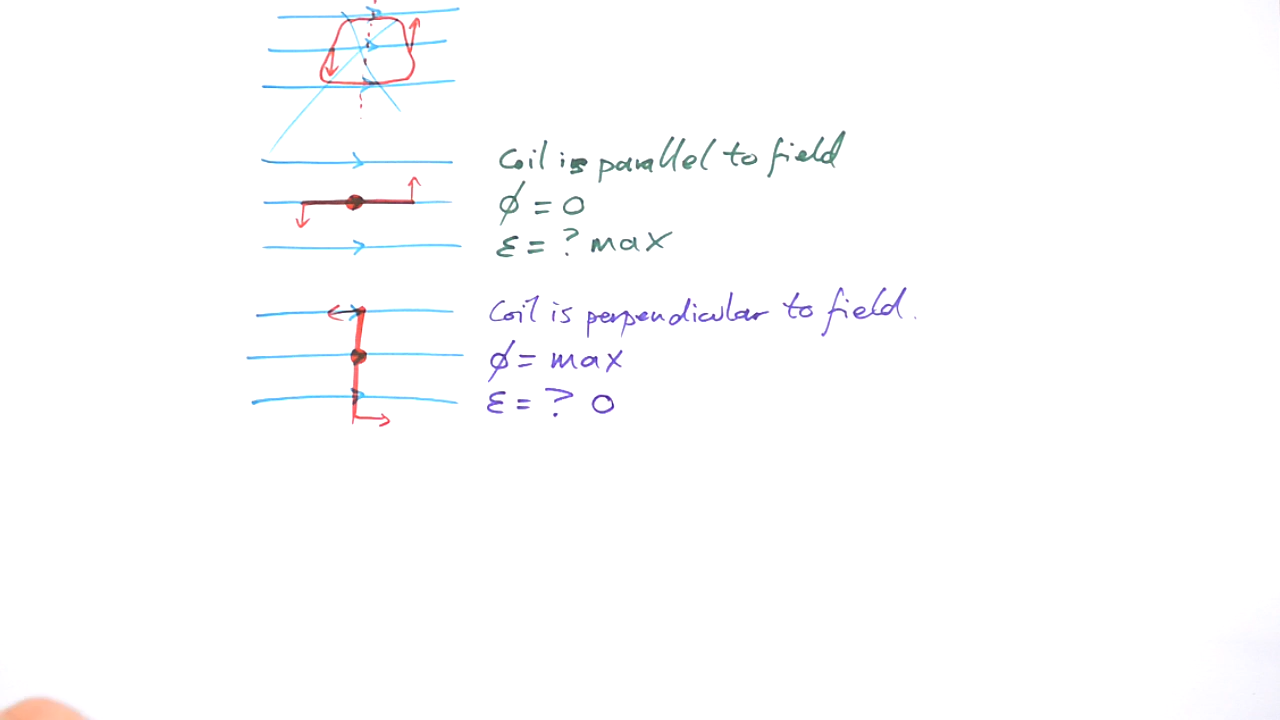 Coil is parallel to field
ϕ = 0
ε = ? max
Coil is perpendicular to field.
ϕ = max
ε = ? 0